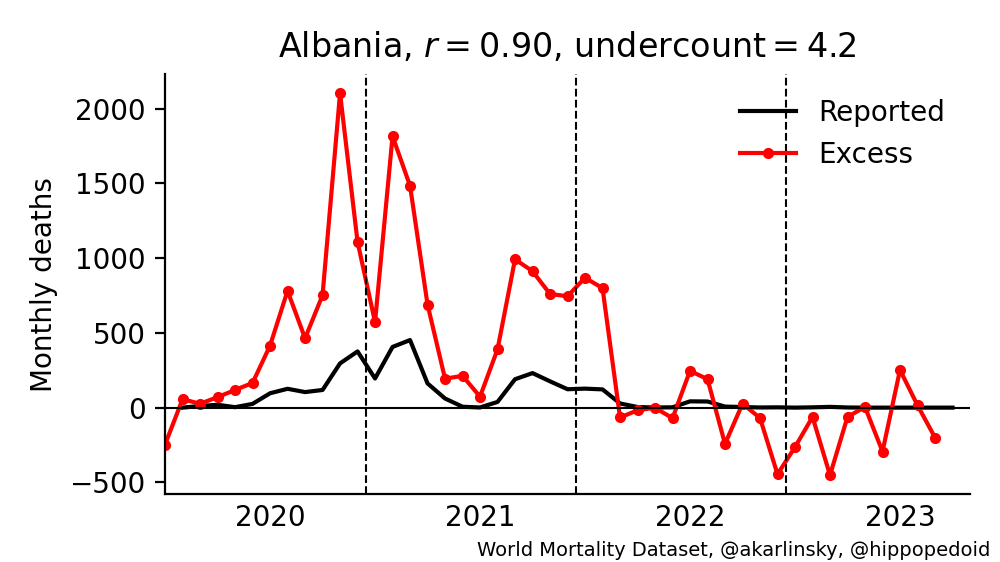 Albania, r = 0.90, undercount = 4.2
Reported
Excess
Monthly deaths
2000
1500
1000
500
0
−500
2020 2021 2022 2023
World Mortality Dataset, @akarlinsky, @hippopedoid